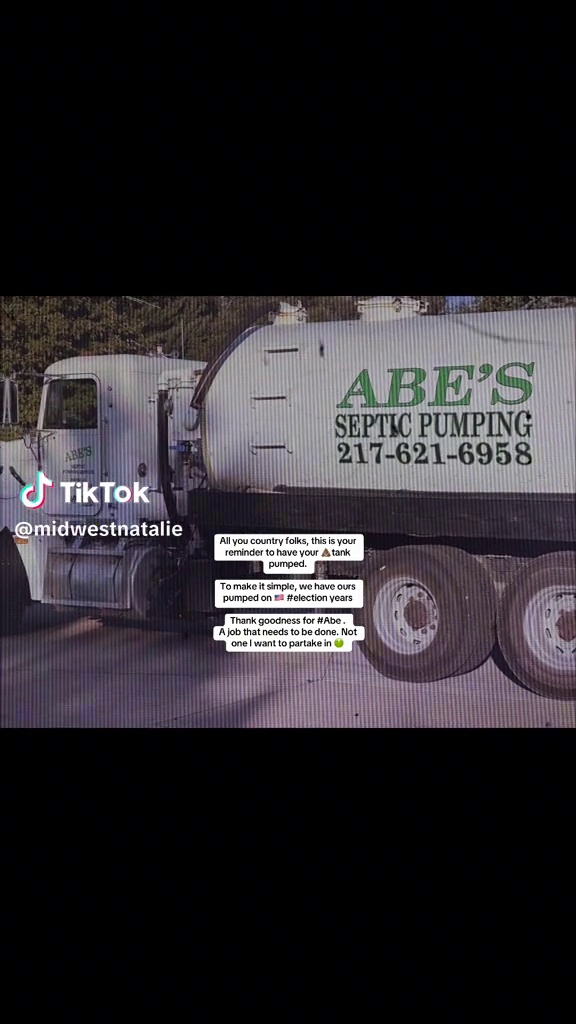 ABE'S
SEPTIC PUMPING
217-621-6958
ABE'S
SEPTIC
TikTok
@midwestnatalie
All you country folks, this is your
reminder to have your 💩tank
pumped.
To make it simple, we have ours
pumped on 🇺🇸 #election years
Thank goodness for #Abe .
A job that needs to be done. Not
one I want to partake in 🤢